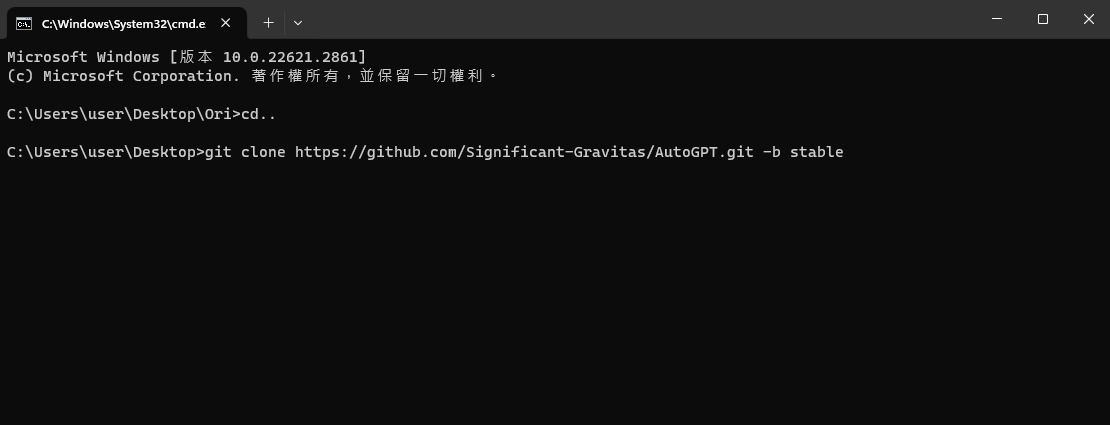 C:\Windows\System32\cmd.e
Microsoft Windows [版本 10.0.22621.2861]
(c) Microsoft Corporation. 著作權所有，並保留一切權利。
C:\Users\user\Desktop\Ori>cd..
C:\Users\user\Desktop>git clone https://github.com/Significant-Gravitas/AutoGPT.git -b stable